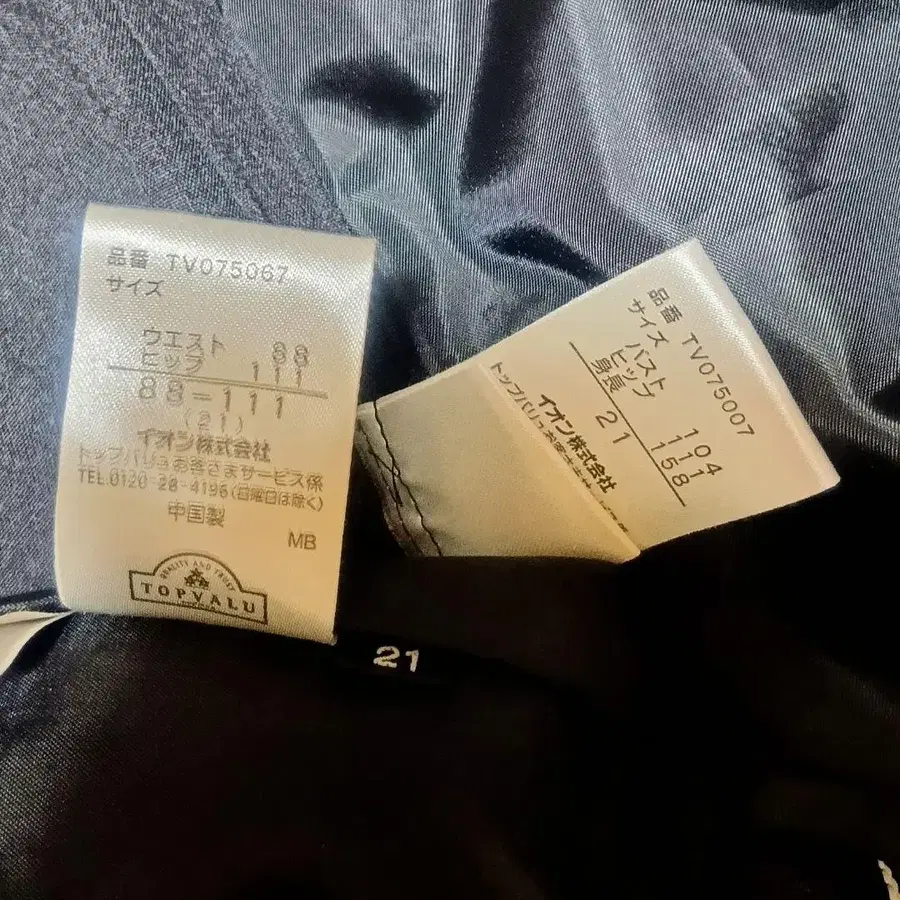 品番 TV075067
サイズ
ウエスト 88
ヒップ 111
88-111
(21)
イオン株式会社
トップバリュお客さまサービス係
TEL.0120-28-4196(日曜日は除く)
中国製
MB
QUALITY AND TRUST
TOPVALU
品番 TV075007
サイズ
バスト 104
ヒップ 111
身長 158
21
イオン株式会社
21